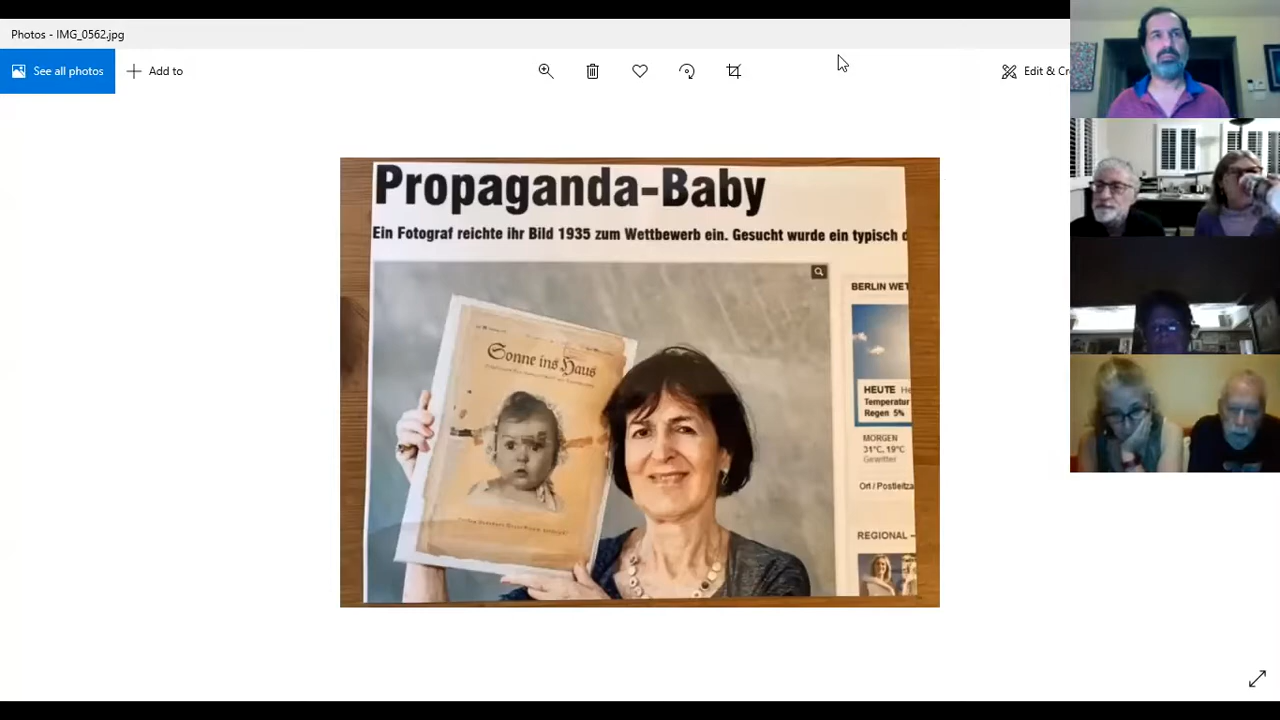 Photos - IMG_0562.jpg
See all photos
Add to
Edit & Cr
Propaganda-Baby
Ein Fotograf reichte ihr Bild 1935 zum Wettbewerb ein. Gesucht wurde ein typisch d
BERLIN WET
Sonne ins Haus
HEUTE He
Temperatur
Regen 5%
MORGEN
31°C, 19°C
Gewitter
Ort / Postleitza
REGIONAL –